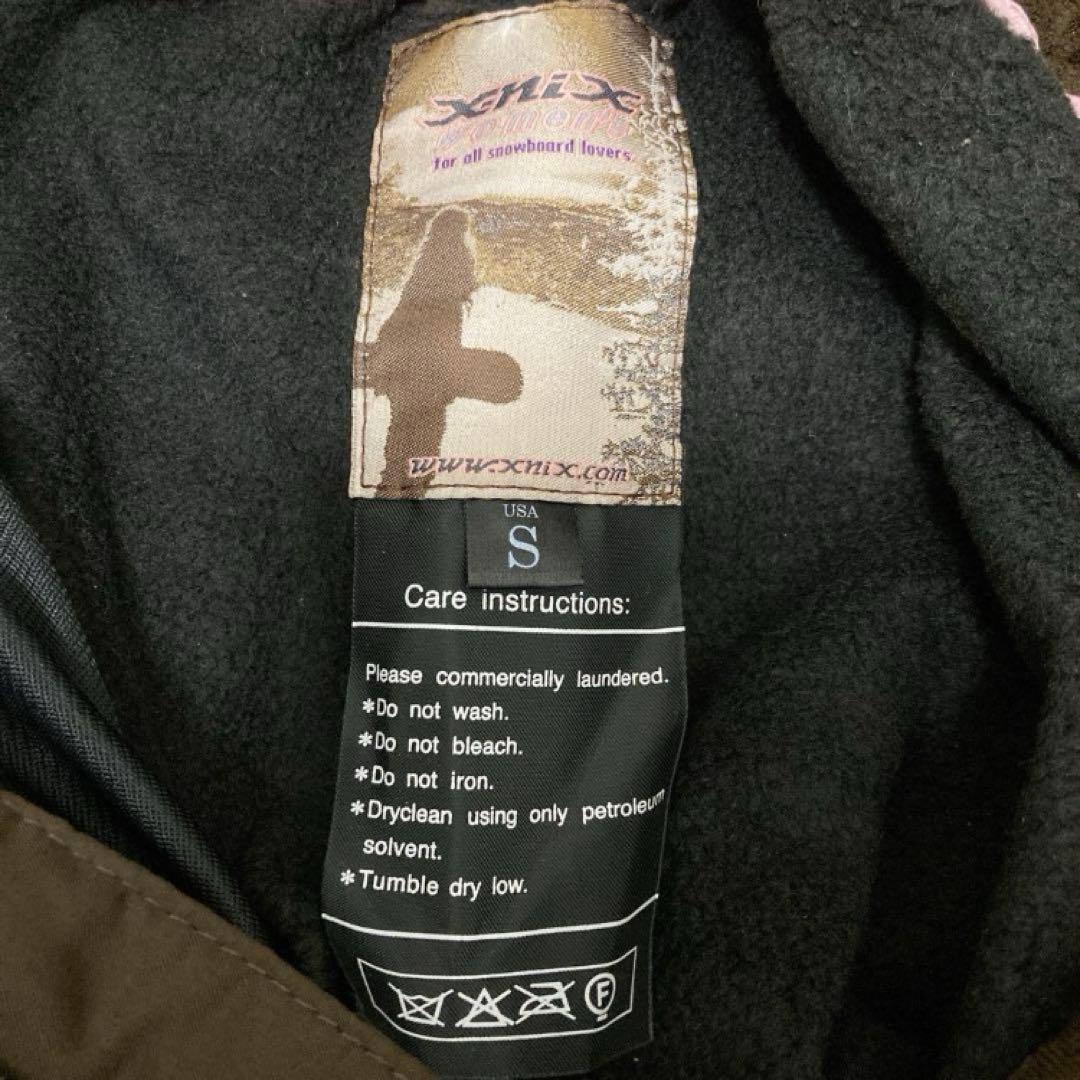 xnix
women's
for all snowboard lovers.
www.xnix.com
USA
S
Care instructions:
Please commercially laundered.
*Do not wash.
*Do not bleach.
*Do not iron.
*Dryclean using only petroleum
solvent.
*Tumble dry low.
F